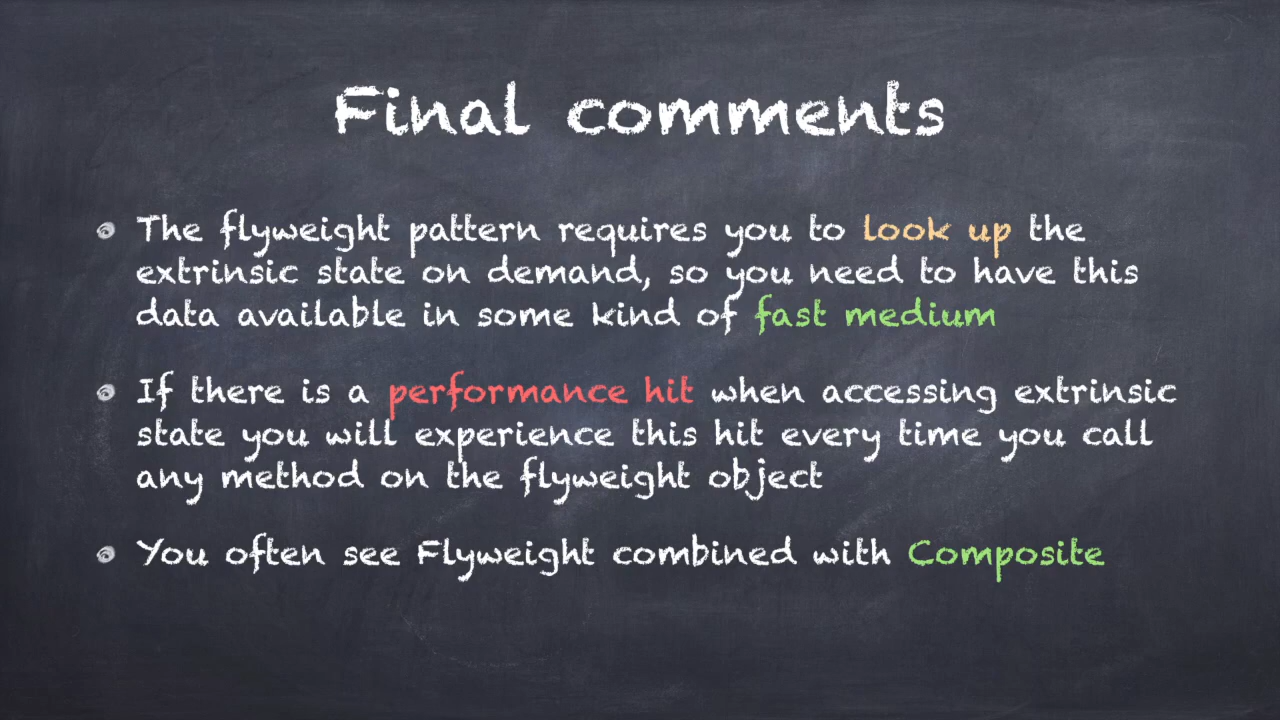 Final comments
The flyweight pattern requires you to look up the
extrinsic state on demand, so you need to have this
data available in some kind of fast medium
If there is a performance hit when accessing extrinsic
state you will experience this hit every time you call
any method on the flyweight object
You often see Flyweight combined with Composite